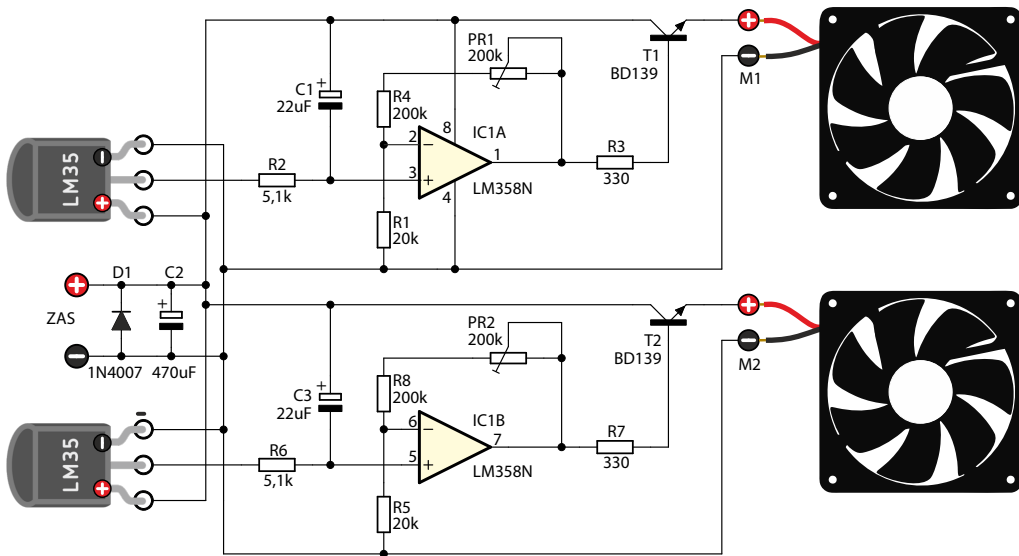 PR1
200k
T1
BD139
M1
C1
22uF
R4
200k
8
IC1A
2
−
1
3
+
LM358N
4
R3
330
LM35
−
+
R2
5,1k
R1
20k
+
ZAS
−
D1
1N4007
C2
+
470uF
+
−
+
PR2
200k
T2
BD139
M2
+
−
C3
+
22uF
R8
200k
IC1B
6
−
7
5
+
LM358N
R7
330
LM35
-
−
+
R6
5,1k
R5
20k
+
−